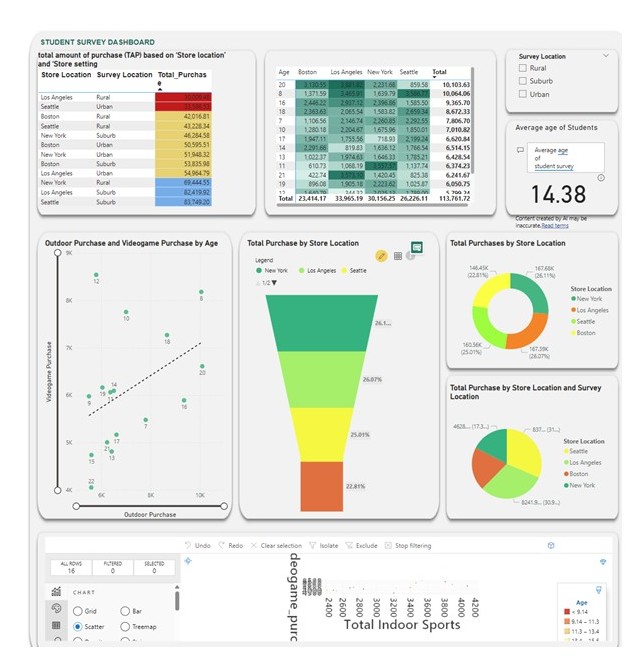 STUDENT SURVEY DASHBOARD
total amount of purchase (TAP) based on 'Store location'
and 'Store setting
Store Location Survey Location Total_Purchas
e
Los Angeles Rural
Seattle Urban
Boston Rural 42,016.81
Seattle Rural 43,228.34
New York Suburb 46,284.58
Boston Urban 50,595.51
New York Urban 51,948.32
Boston Suburb 53,835.98
Los Angeles Urban 54,964.79
New York Rural 69,444.55
Los Angeles Suburb 82,419.92
Seattle Suburb 83,749.20
Age Boston Los Angeles New York Seattle Total
20 2,231.68 859.58 10,103.63
8 1,371.59 1,639.79 10,064.06
16 2,446.22 2,937.12 2,396.86 1,585.50 9,365.70
18 2,363.63 2,065.54 1,583.82 2,659.34 8,672.33
7 1,106.56 2,146.74 2,260.85 2,292.55 7,806.70
10 1,280.18 2,204.67 1,675.96 1,850.01 7,010.82
17 1,947.11 1,755.56 718.53 2,199.24 6,620.84
14 2,291.66 819.83 1,636.12 1,766.54 6,514.15
13 1,022.37 1,974.63 1,646.33 1,785.21 6,428.54
11 610.73 1,068.19 1,137.74 6,374.23
21 422.74 1,420.45 825.38 6,241.67
19 896.08 1,905.18 2,223.62 1,025.87 6,050.75
Total 23,414.17 33,965.19 30,156.25 26,226.11 113,761.72
Survey Location
Rural
Suburb
Urban
Average age of Students
Average age
of
student survey
14.38
Content created by AI may be
inaccurate.Read terms
Outdoor Purchase and Videogame Purchase by Age
9K
8K
7K
6K
5K
4K
Videogame Purchase
12
8
10
18
20
19
14
9
16
7
17
21
13
15
22
6K 8K 10K
Outdoor Purchase
Total Purchase by Store Location
Legend
New York Los Angeles Seattle
1/2
26.1...
26.07%
25.01%
22.81%
Total Purchases by Store Location
146.45K
(22.81%)
167.68K
(26.11%)
160.56K
(25.01%)
167.39K
(26.07%)
Store Location
New York
Los Angeles
Seattle
Boston
Total Purchase by Store Location and Survey
Location
4628... (17.3...)
837... (31...)
8241.9... (30.9...)
Store Location
Seattle
Los Angeles
Boston
New York
Undo Redo Clear selection Isolate Exclude Stop filtering
ALL ROWS FILTERED SELECTED
16 0 0
CHART
Grid Bar
Scatter Treemap
deogame_purc
2400 2600 2800 3000 3200 3400 3600 3800 4000 4200
Total Indoor Sports
Age
< 9.14
9.14 – 11.3
11.3 – 13.4